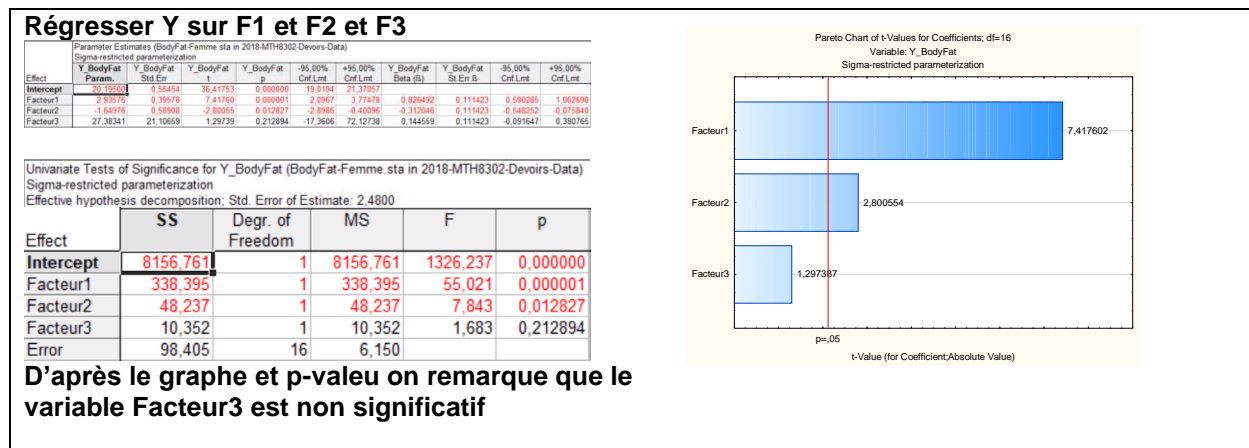 Régresser Y sur F1 et F2 et F3
Parameter Estimates (BodyFat-Femme.sta in 2018-MTH8302-Devoirs-Data)
Sigma-restricted parameterization
Effect Y_BodyFat Param. Y_BodyFat Std.Err Y_BodyFat t Y_BodyFat p -95,00% Cnf.Lmt +95,00% Cnf.Lmt Y_BodyFat Beta (ß) Y_BodyFat St.Err.ß -95,00% Cnf.Lmt +95,00% Cnf.Lmt
Intercept 20,19500 0,55454 36,41753 0,000000 19,0194 21,37057
Facteur1 2,93576 0,39578 7,41760 0,000001 2,0967 3,77478 0,826492 0,111423 0,590285 1,062698
Facteur2 -1,64976 0,58908 -2,80055 0,012827 -2,8986 -0,40096 -0,312046 0,111423 -0,548252 -0,075840
Facteur3 27,38341 21,10659 1,29739 0,212894 -17,3606 72,12738 0,144559 0,111423 -0,091647 0,380765
Univariate Tests of Significance for Y_BodyFat (BodyFat-Femme.sta in 2018-MTH8302-Devoirs-Data)
Sigma-restricted parameterization
Effective hypothesis decomposition; Std. Error of Estimate: 2,4800
Effect SS Degr. of Freedom MS F p
Intercept 8156,761 1 8156,761 1326,237 0,000000
Facteur1 338,395 1 338,395 55,021 0,000001
Facteur2 48,237 1 48,237 7,843 0,012827
Facteur3 10,352 1 10,352 1,683 0,212894
Error 98,405 16 6,150
D'après le graphe et p-valeu on remarque que le
variable Facteur3 est non significatif
Pareto Chart of t-Values for Coefficients; df=16
Variable: Y_BodyFat
Sigma-restricted parameterization
Facteur1 7,417602
Facteur2 2,800554
Facteur3 1,297387
p=,05
t-Value (for Coefficient;Absolute Value)